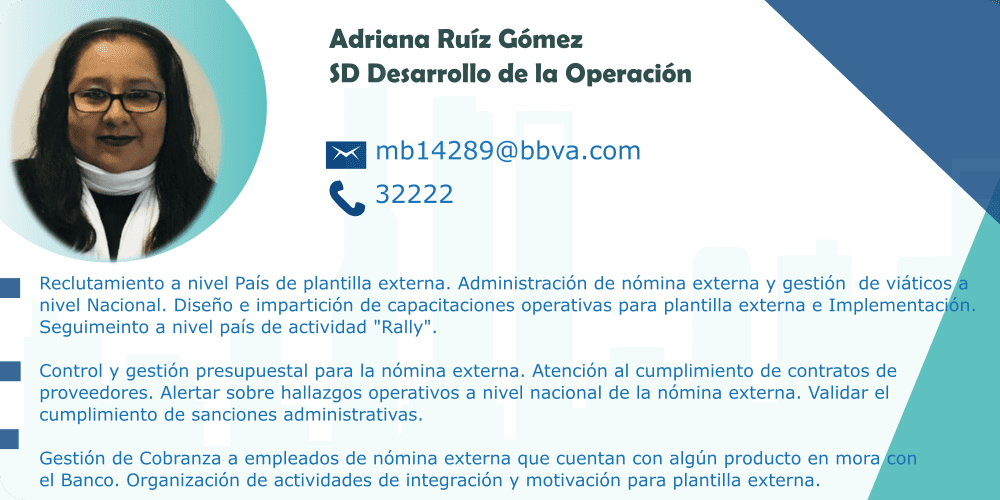 Adriana Ruíz Gómez
SD Desarrollo de la Operación
mb14289@bbva.com
32222
Reclutamiento a nivel País de plantilla externa. Administración de nómina externa y gestión  de viáticos a
nivel Nacional. Diseño e impartición de capacitaciones operativas para plantilla externa e Implementación.
Seguimeinto a nivel país de actividad "Rally".
Control y gestión presupuestal para la nómina externa. Atención al cumplimiento de contratos de
proveedores. Alertar sobre hallazgos operativos a nivel nacional de la nómina externa. Validar el
cumplimiento de sanciones administrativas.
Gestión de Cobranza a empleados de nómina externa que cuentan con algún producto en mora con
el Banco. Organización de actividades de integración y motivación para plantilla externa.